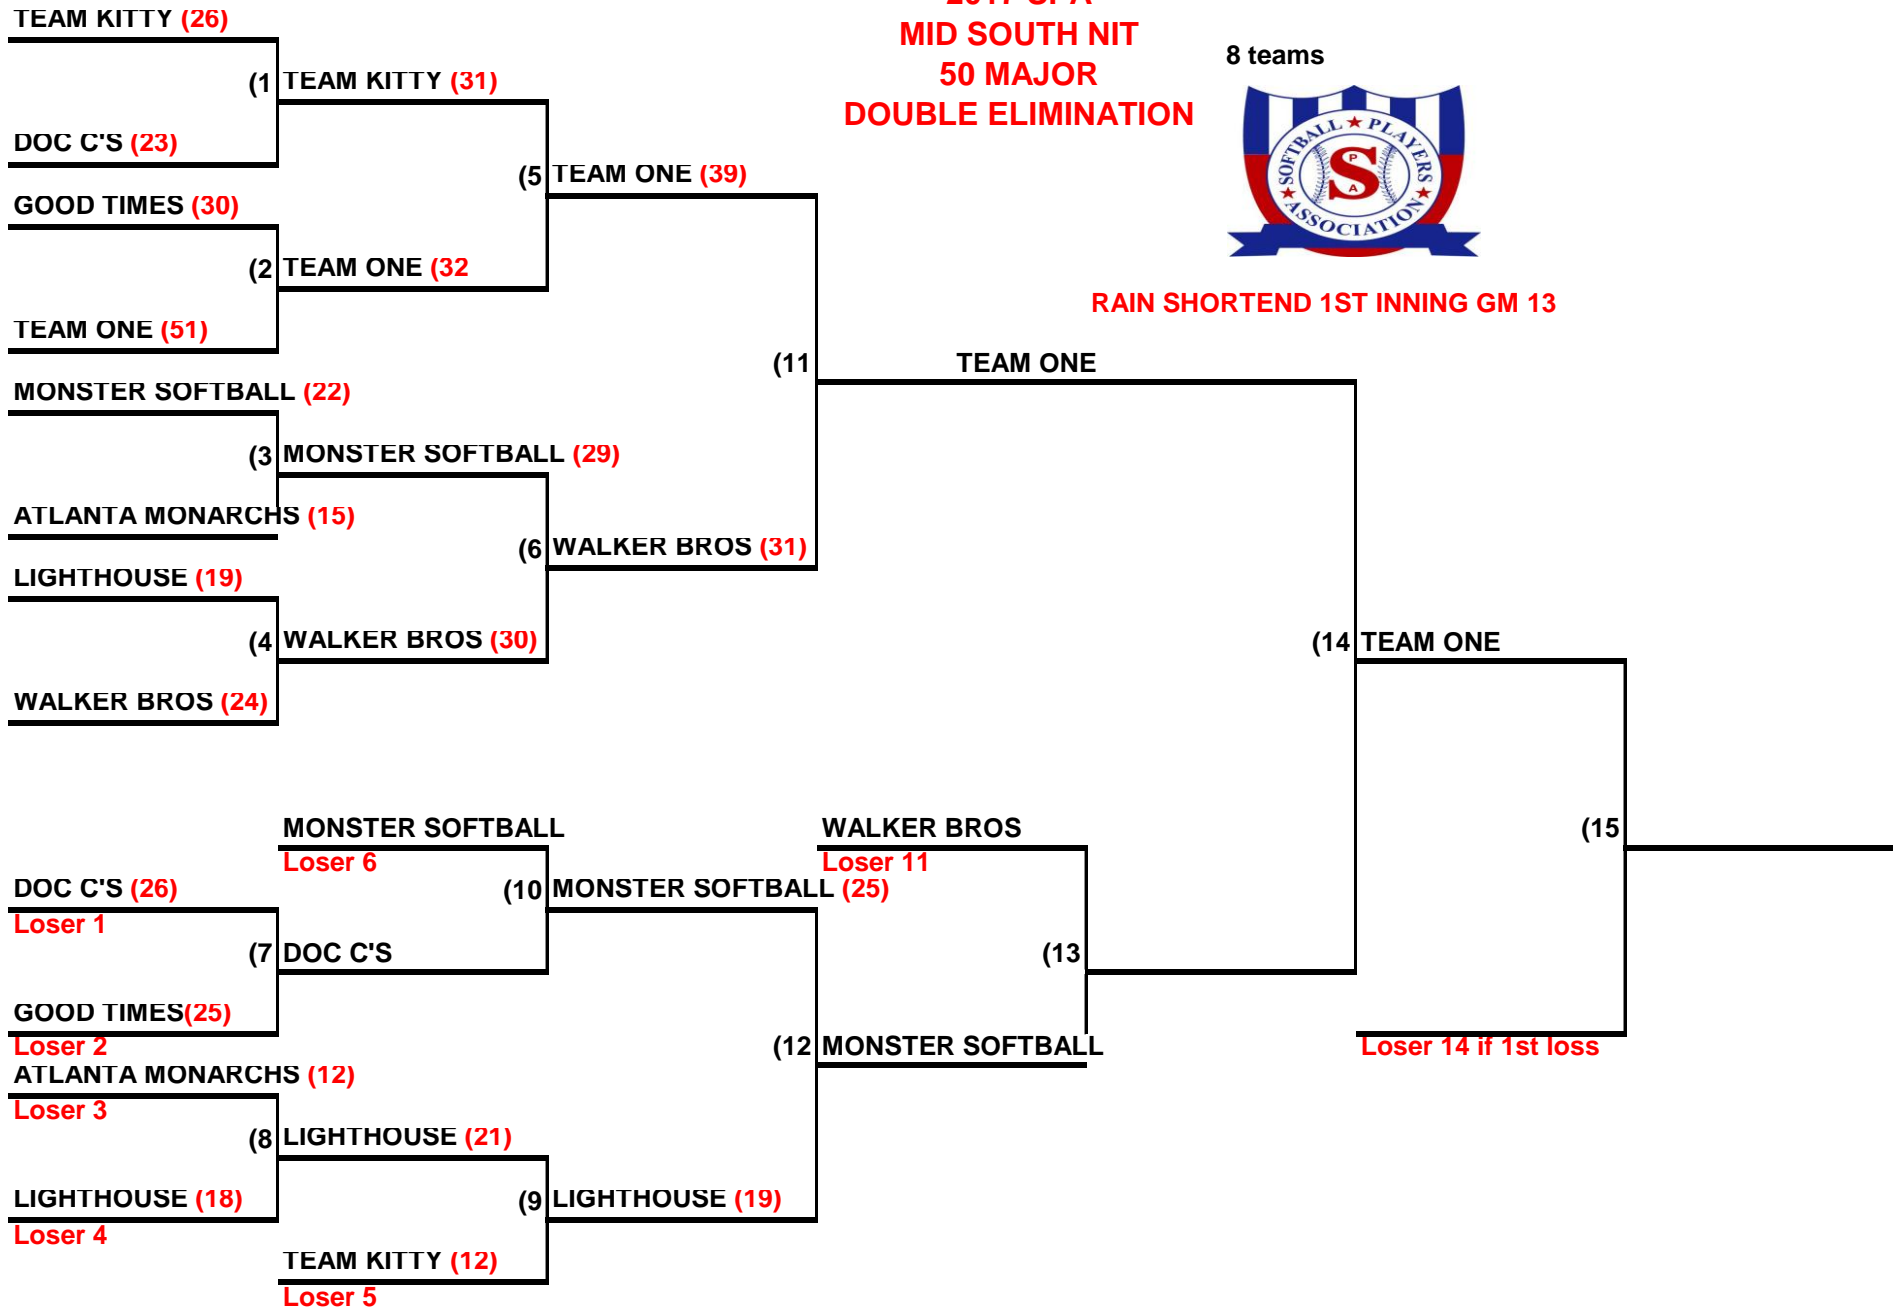 MID SOUTH NIT
50 MAJOR
DOUBLE ELIMINATION
8 teams
SOFTBALL ★ PLAYERS
★ ASSOCIATION ★
S
P
A
RAIN SHORTEND 1ST INNING GM 13
TEAM KITTY (26)
(1 TEAM KITTY (31)
DOC C'S (23)
(5 TEAM ONE (39)
GOOD TIMES (30)
(2 TEAM ONE (32
TEAM ONE (51)
(11 TEAM ONE
MONSTER SOFTBALL (22)
(3 MONSTER SOFTBALL (29)
ATLANTA MONARCHS (15)
(6 WALKER BROS (31)
LIGHTHOUSE (19)
(4 WALKER BROS (30)
(14 TEAM ONE
WALKER BROS (24)
MONSTER SOFTBALL
Loser 6
WALKER BROS
Loser 11
(15
DOC C'S (26)
Loser 1
(10 MONSTER SOFTBALL (25)
(7 DOC C'S
(13
GOOD TIMES(25)
Loser 2
(12 MONSTER SOFTBALL
Loser 14 if 1st loss
ATLANTA MONARCHS (12)
Loser 3
(8 LIGHTHOUSE (21)
LIGHTHOUSE (18)
Loser 4
(9 LIGHTHOUSE (19)
TEAM KITTY (12)
Loser 5